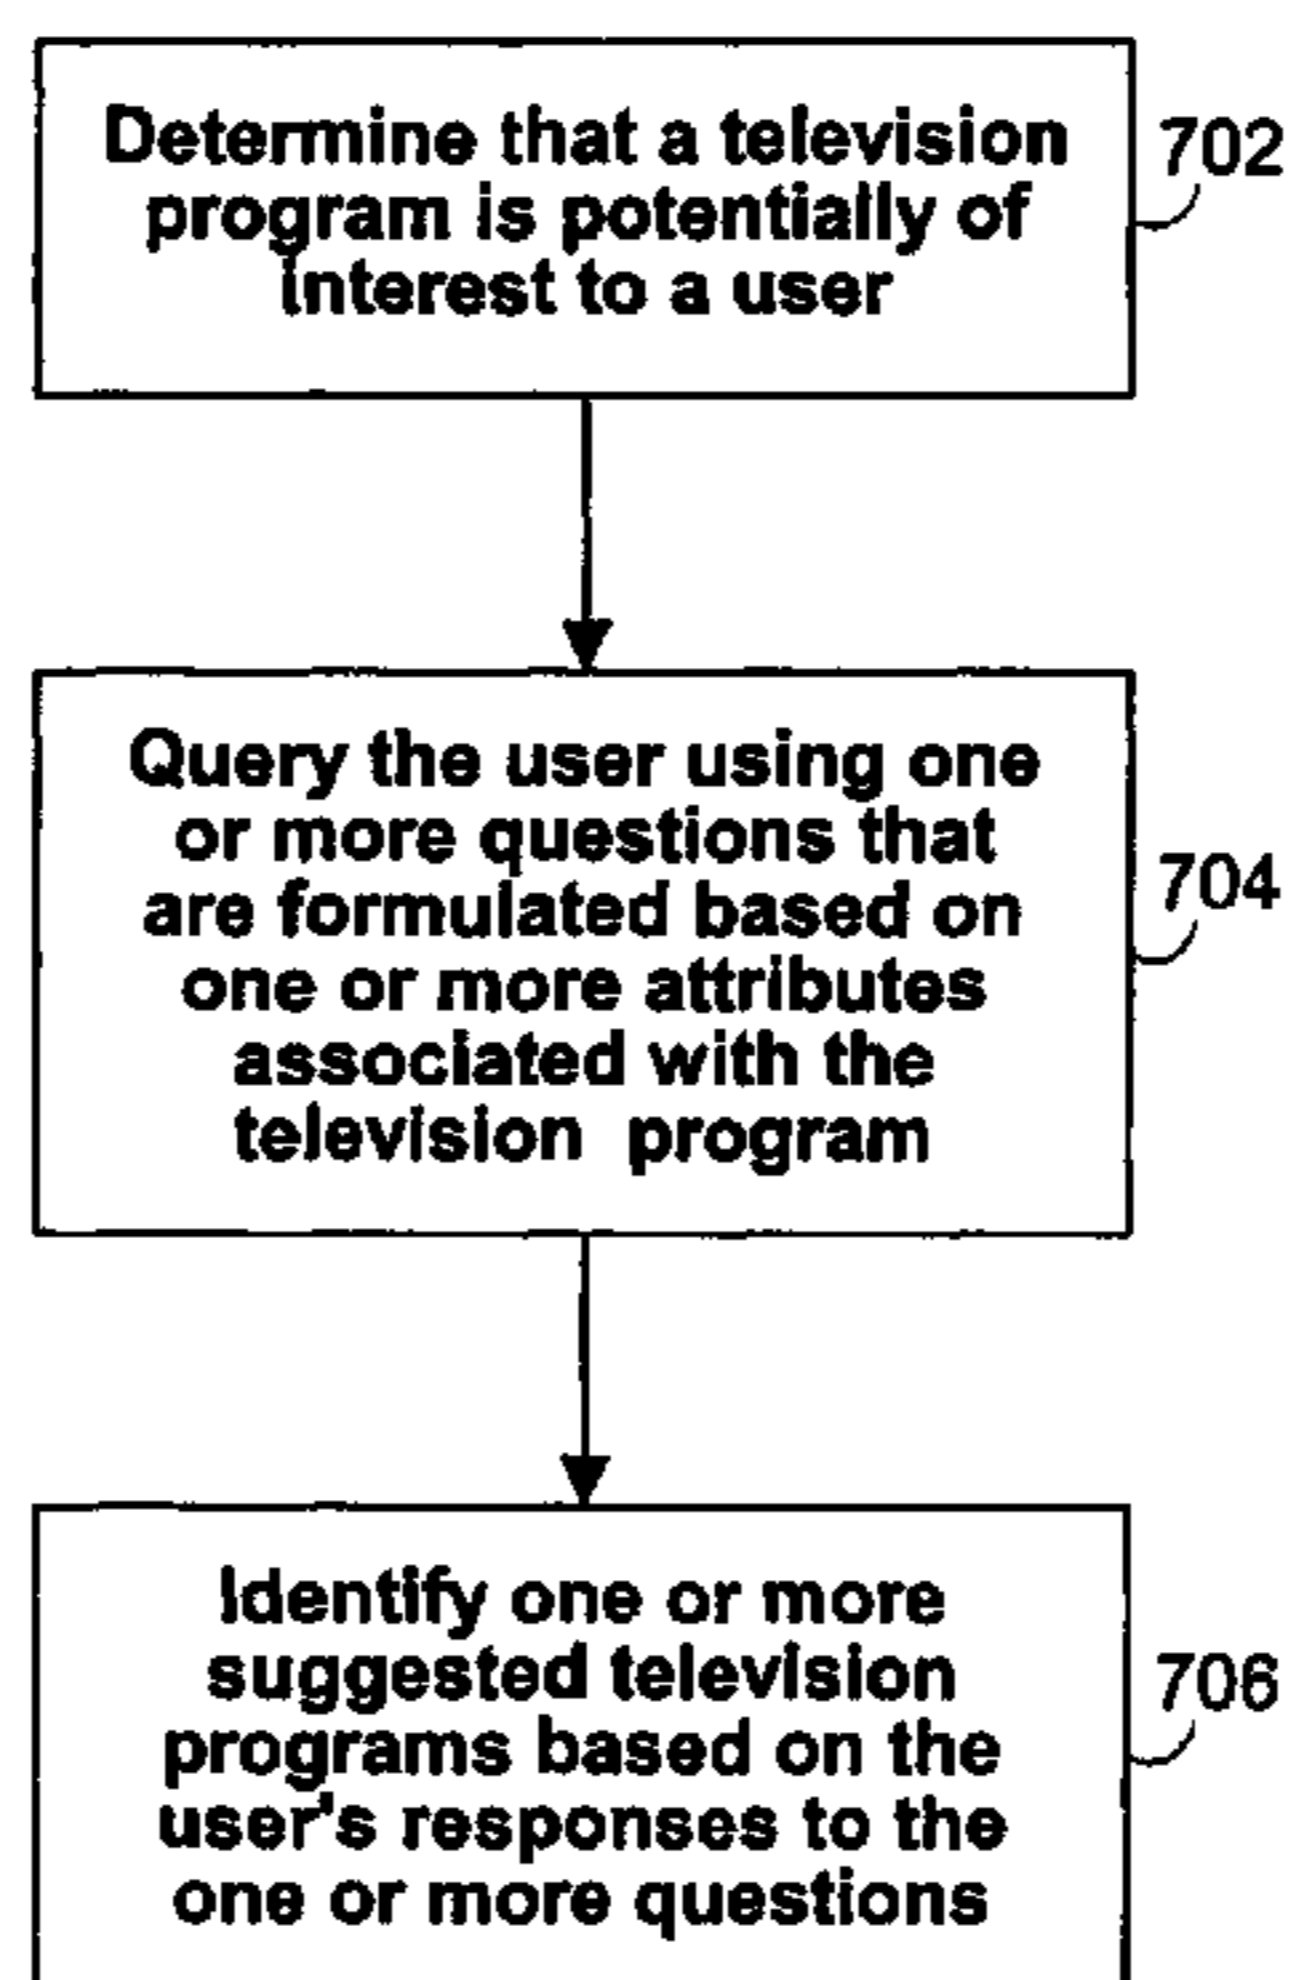 Determine that a television
program is potentially of
interest to a user
702
Query the user using one
or more questions that
are formulated based on
one or more attributes
associated with the
television program
704
Identify one or more
suggested television
programs based on the
user's responses to the
one or more questions
706